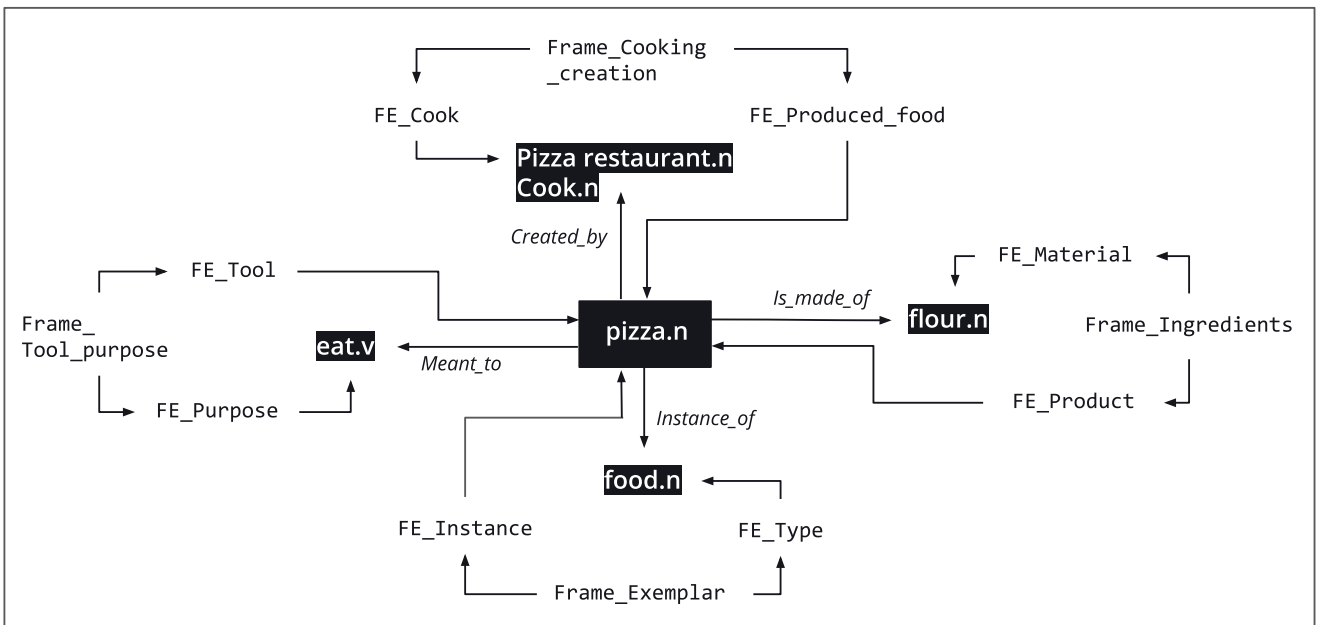 Frame_Cooking
_creation
FE_Cook
FE_Produced_food
Pizza restaurant.n
Cook.n
Created_by
FE_Tool
FE_Material
Is_made_of
flour.n
Frame_
Tool_purpose
pizza.n
Frame_Ingredients
eat.v
Meant_to
FE_Purpose
FE_Product
Instance_of
food.n
FE_Instance
FE_Type
Frame_Exemplar